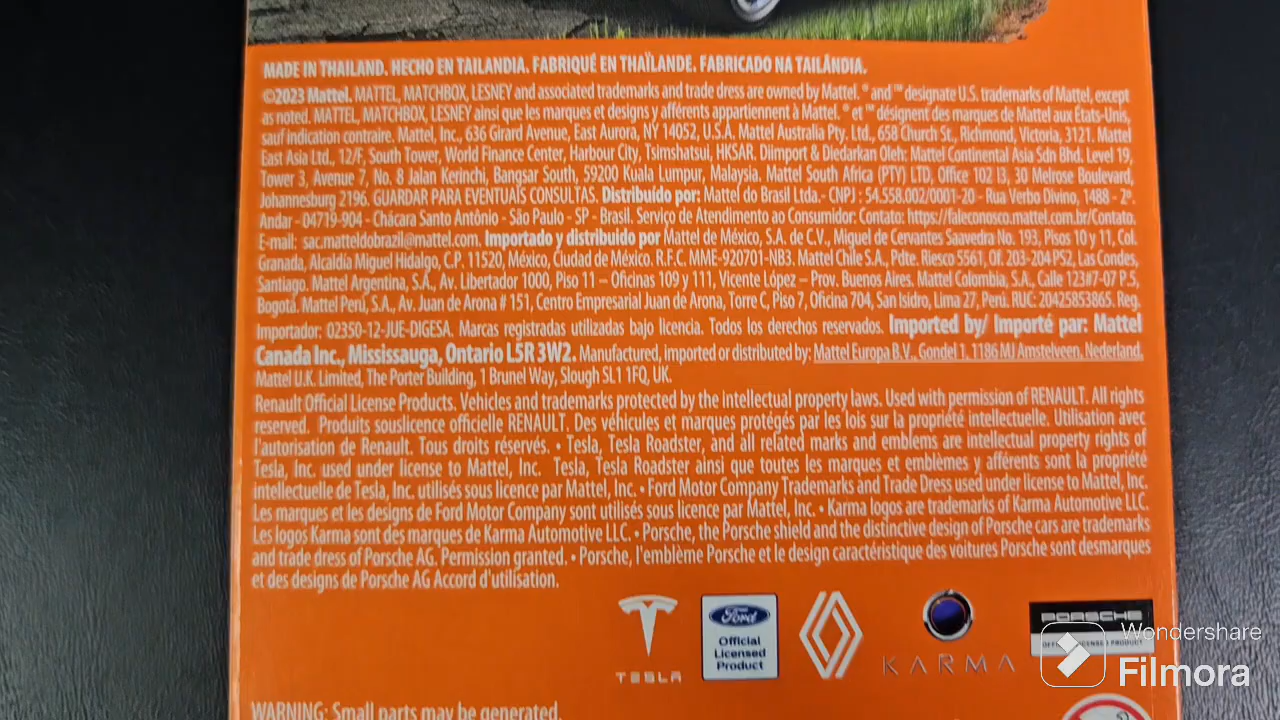 MADE IN THAILAND. HECHO EN TAILANDIA. FABRIQUÉ EN THAÏLANDE. FABRICADO NA TAILÂNDIA.
©2023 Mattel. MATTEL, MATCHBOX, LESNEY and associated trademarks and trade dress are owned by Mattel. ® and ™ designate U.S. trademarks of Mattel, except
as noted. MATTEL, MATCHBOX, LESNEY ainsi que les marques et designs y afférents appartiennent à Mattel. ® et ™ désignent des marques de Mattel aux États-Unis,
sauf indication contraire. Mattel, Inc., 636 Girard Avenue, East Aurora, NY 14052, U.S.A. Mattel Australia Pty. Ltd., 658 Church St., Richmond, Victoria, 3121. Mattel
East Asia Ltd., 12/F, South Tower, World Finance Center, Harbour City, Tsimshatsui, HKSAR. Diimport & Diedarkan Oleh: Mattel Continental Asia Sdn Bhd. Level 19,
Tower 3, Avenue 7, No. 8 Jalan Kerinchi, Bangsar South, 59200 Kuala Lumpur, Malaysia. Mattel South Africa (PTY) LTD, Office 102 I3, 30 Melrose Boulevard,
Johannesburg 2196. GUARDAR PARA EVENTUAIS CONSULTAS. Distribuído por: Mattel do Brasil Ltda.- CNPJ : 54.558.002/0001-20 - Rua Verbo Divino, 1488 - 2º.
Andar - 04719-904 - Chácara Santo Antônio - São Paulo - SP - Brasil. Serviço de Atendimento ao Consumidor: Contato: https://faleconosco.mattel.com.br/Contato.
E-mail: sac.matteldobrazil@mattel.com. Importado y distribuido por Mattel de México, S.A. de C.V., Miguel de Cervantes Saavedra No. 193, Pisos 10 y 11, Col.
Granada, Alcaldía Miguel Hidalgo, C.P. 11520, México, Ciudad de México. R.F.C. MME-920701-NB3. Mattel Chile S.A., Pdte. Riesco 5561, Of. 203-204 PS2, Las Condes,
Santiago. Mattel Argentina, S.A., Av. Libertador 1000, Piso 11 – Oficinas 109 y 111, Vicente López – Prov. Buenos Aires. Mattel Colombia, S.A., Calle 123#7-07 P.5,
Bogotá. Mattel Perú, S.A., Av. Juan de Arona # 151, Centro Empresarial Juan de Arona, Torre C, Piso 7, Oficina 704, San Isidro, Lima 27, Perú. RUC: 20425853865. Reg.
Importador: 02350-12-JUE-DIGESA. Marcas registradas utilizadas bajo licencia. Todos los derechos reservados. Imported by/ Importé par: Mattel
Canada Inc., Mississauga, Ontario L5R 3W2. Manufactured, imported or distributed by: Mattel Europa B.V., Gondel 1, 1186 MJ Amstelveen, Nederland.
Mattel U.K. Limited, The Porter Building, 1 Brunel Way, Slough SL1 1FQ, UK.
Renault Official License Products. Vehicles and trademarks protected by the intellectual property laws. Used with permission of RENAULT. All rights
reserved. Produits souslicence officielle RENAULT. Des véhicules et marques protégés par les lois sur la propriété intellectuelle. Utilisation avec
l'autorisation de Renault. Tous droits réservés. • Tesla, Tesla Roadster, and all related marks and emblems are intellectual property rights of
Tesla, Inc. used under license to Mattel, Inc. Tesla, Tesla Roadster ainsi que toutes les marques et emblèmes y afférents sont la propriété
intellectuelle de Tesla, Inc. utilisés sous licence par Mattel, Inc. • Ford Motor Company Trademarks and Trade Dress used under license to Mattel, Inc.
Les marques et les designs de Ford Motor Company sont utilisés sous licence par Mattel, Inc. • Karma logos are trademarks of Karma Automotive LLC.
Les logos Karma sont des marques de Karma Automotive LLC. • Porsche, the Porsche shield and the distinctive design of Porsche cars are trademarks
and trade dress of Porsche AG. Permission granted. • Porsche, l'emblème Porsche et le design caractéristique des voitures Porsche sont desmarques
et des designs de Porsche AG Accord d'utilisation.
TESLA
Ford
Official
Licensed
Product
KARMA
PORSCHE
PRODUCT
Wondershare
Filmora
WARNING: Small parts may be generated.